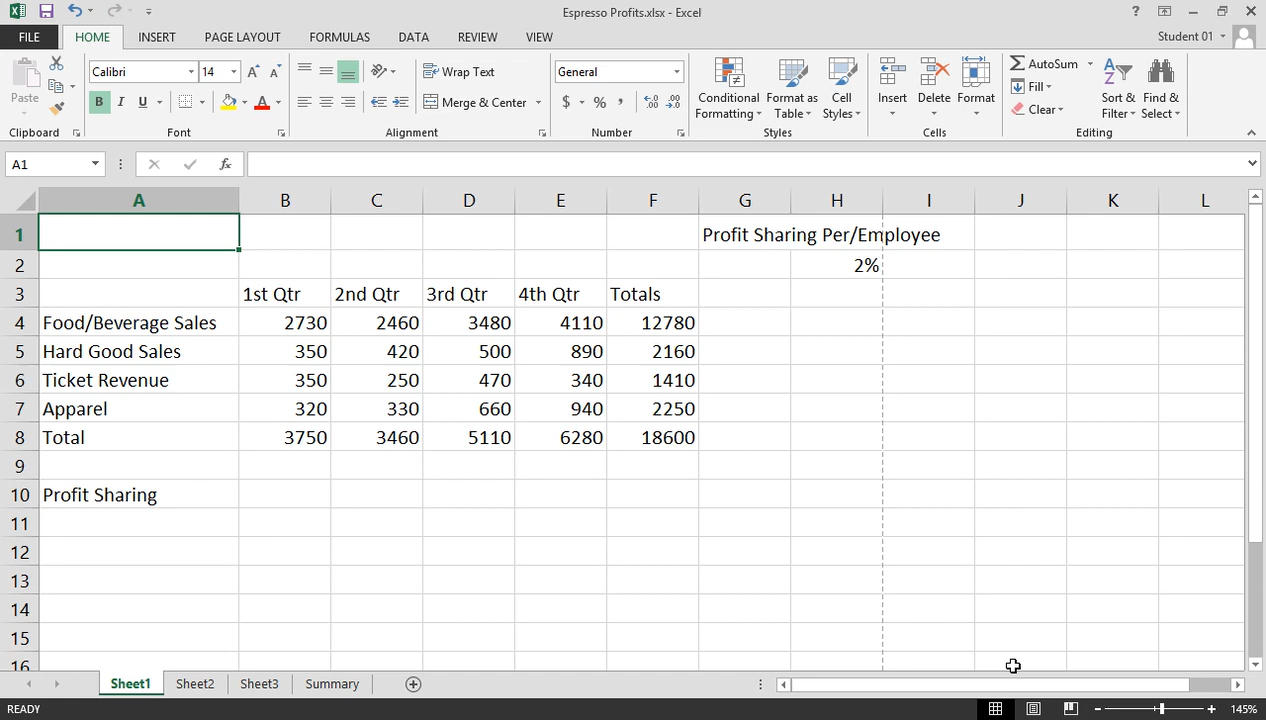 Espresso Profits.xlsx - Excel
?
FILE HOME INSERT PAGE LAYOUT FORMULAS DATA REVIEW VIEW Student 01
Paste
Calibri 14 A A
B I U A
Wrap Text
Merge & Center
General
$ % , .00 .0
Conditional Formatting
Format as Table
Cell Styles
Insert
Delete
Format
AutoSum
Fill
Clear
Sort & Filter
Find & Select
Clipboard Font Alignment Number Styles Cells Editing
A1 fx
A B C D E F G H I J K L
1 Profit Sharing Per/Employee
2 2%
3 1st Qtr 2nd Qtr 3rd Qtr 4th Qtr Totals
4 Food/Beverage Sales 2730 2460 3480 4110 12780
5 Hard Good Sales 350 420 500 890 2160
6 Ticket Revenue 350 250 470 340 1410
7 Apparel 320 330 660 940 2250
8 Total 3750 3460 5110 6280 18600
9
10 Profit Sharing
11
12
13
14
15
16
Sheet1 Sheet2 Sheet3 Summary
READY 145%